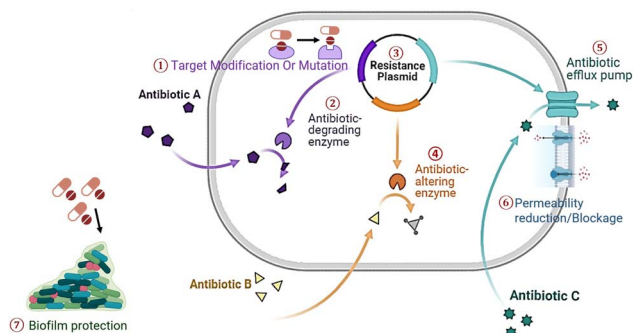 ① Target Modification Or Mutation
③
Resistance
Plasmid
⑤
Antibiotic
efflux pump
Antibiotic A
②
Antibiotic-
degrading
enzyme
④
Antibiotic-
altering
enzyme
⑥ Permeability
reduction/Blockage
Antibiotic B
Antibiotic C
⑦ Biofilm protection